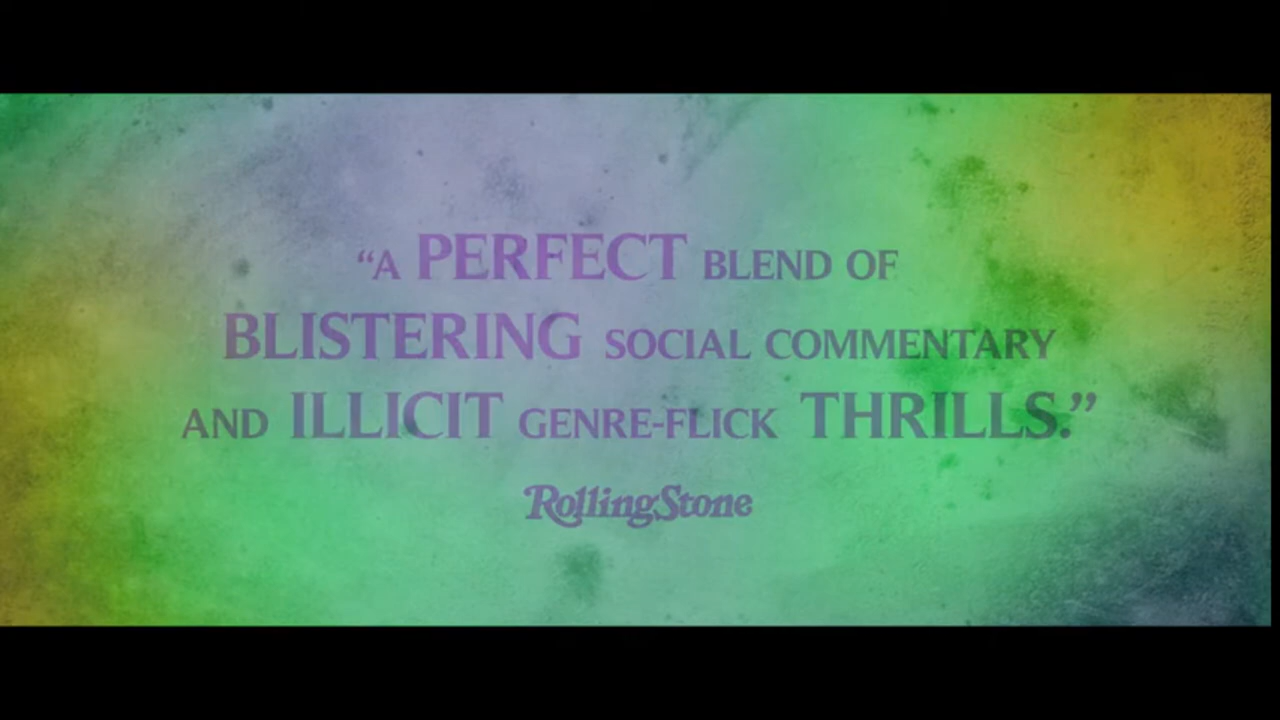 “A PERFECT BLEND OF
BLISTERING SOCIAL COMMENTARY
AND ILLICIT GENRE-FLICK THRILLS.”
RollingStone